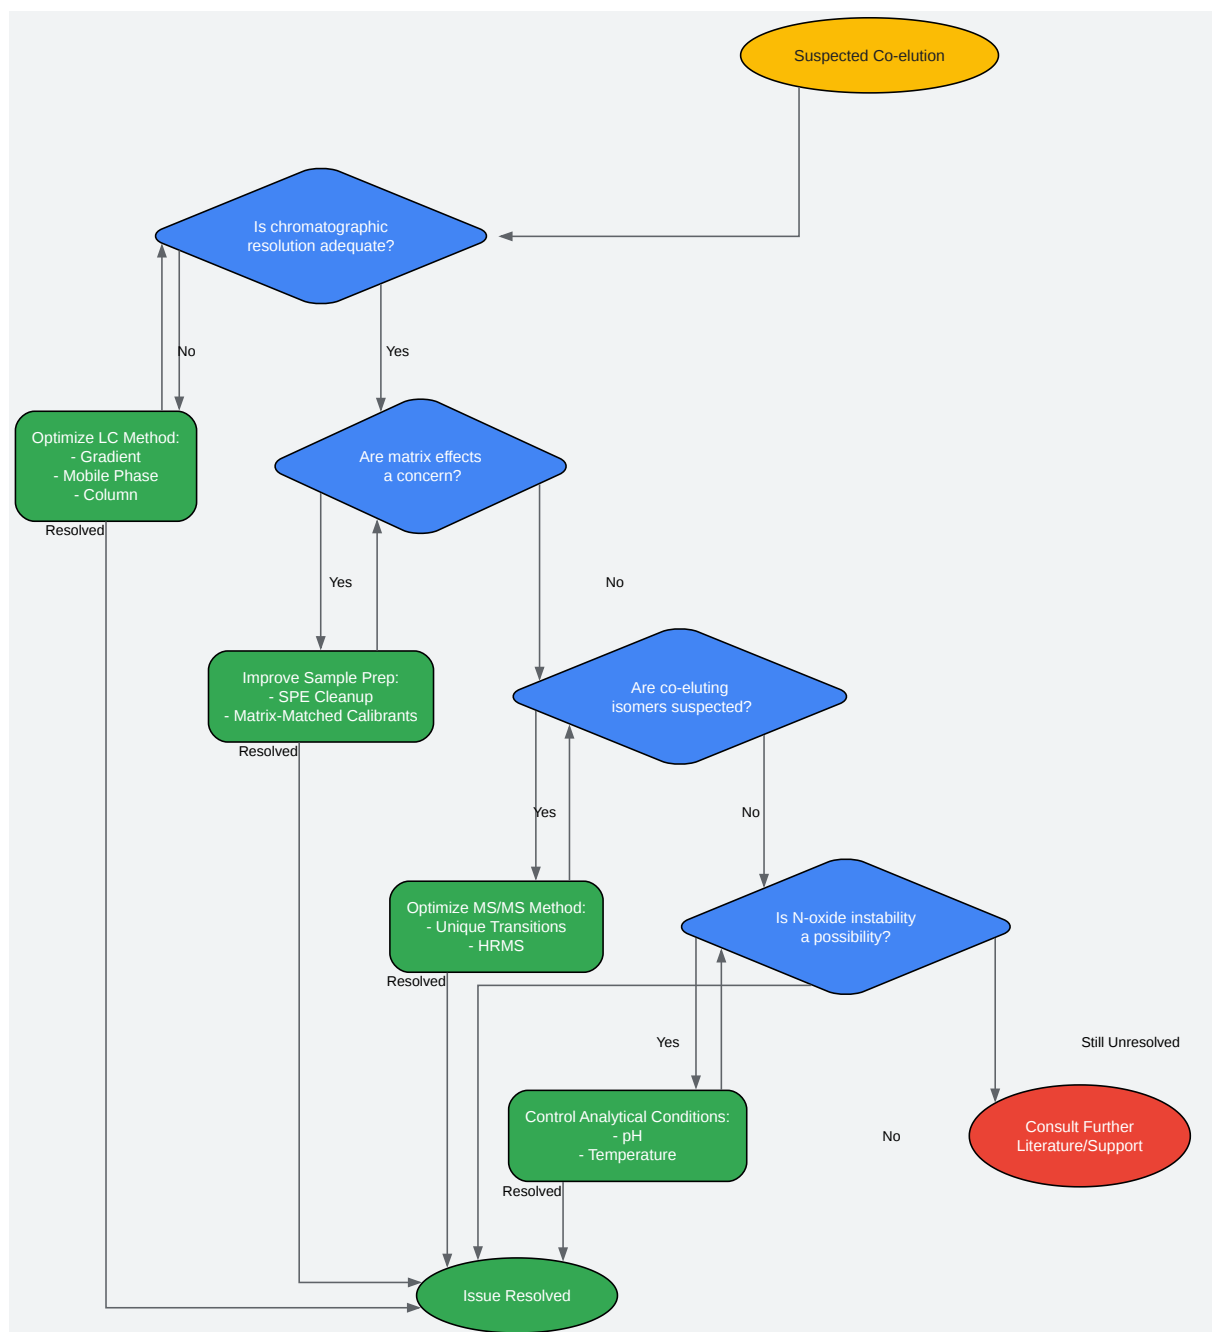 Suspected Co-elution
Is chromatographic
resolution adequate?
No
Yes
Optimize LC Method:
- Gradient
- Mobile Phase
- Column
Resolved
Are matrix effects
a concern?
Yes
No
Improve Sample Prep:
- SPE Cleanup
- Matrix-Matched Calibrants
Resolved
Are co-eluting
isomers suspected?
Yes
No
Optimize MS/MS Method:
- Unique Transitions
- HRMS
Resolved
Is N-oxide instability
a possibility?
Yes
Still Unresolved
Control Analytical Conditions:
- pH
- Temperature
Resolved
No
Consult Further
Literature/Support
Issue Resolved